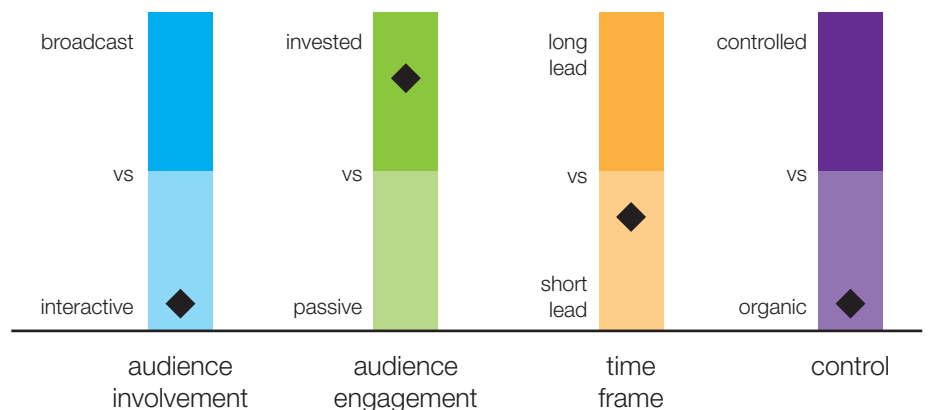 broadcast
vs
interactive
audience
involvement
invested
vs
passive
audience
engagement
long
lead
vs
short
lead
time
frame
controlled
vs
organic
control